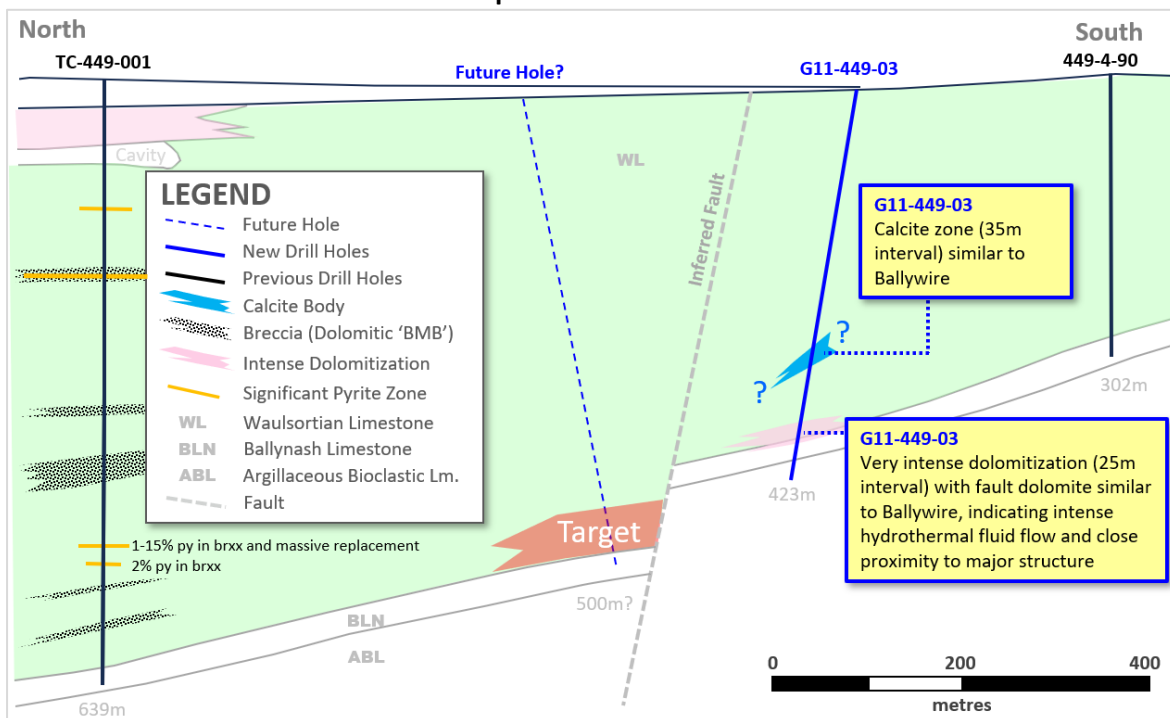 North
South
TC-449-001
Future Hole?
G11-449-03
449-4-90
Cavity
WL
Inferred Fault
LEGEND
Future Hole
New Drill Holes
Previous Drill Holes
Calcite Body
Breccia (Dolomitic ‘BMB’)
Intense Dolomitization
Significant Pyrite Zone
WL Waulsortian Limestone
BLN Ballynash Limestone
ABL Argillaceous Bioclastic Lm.
Fault
G11-449-03
Calcite zone (35m
interval) similar to
Ballywire
?
?
302m
G11-449-03
Very intense dolomitization (25m
interval) with fault dolomite similar
to Ballywire, indicating intense
hydrothermal fluid flow and close
proximity to major structure
423m
Target
1-15% py in brxx and massive replacement
2% py in brxx
500m?
BLN
ABL
639m
0 200 400
metres